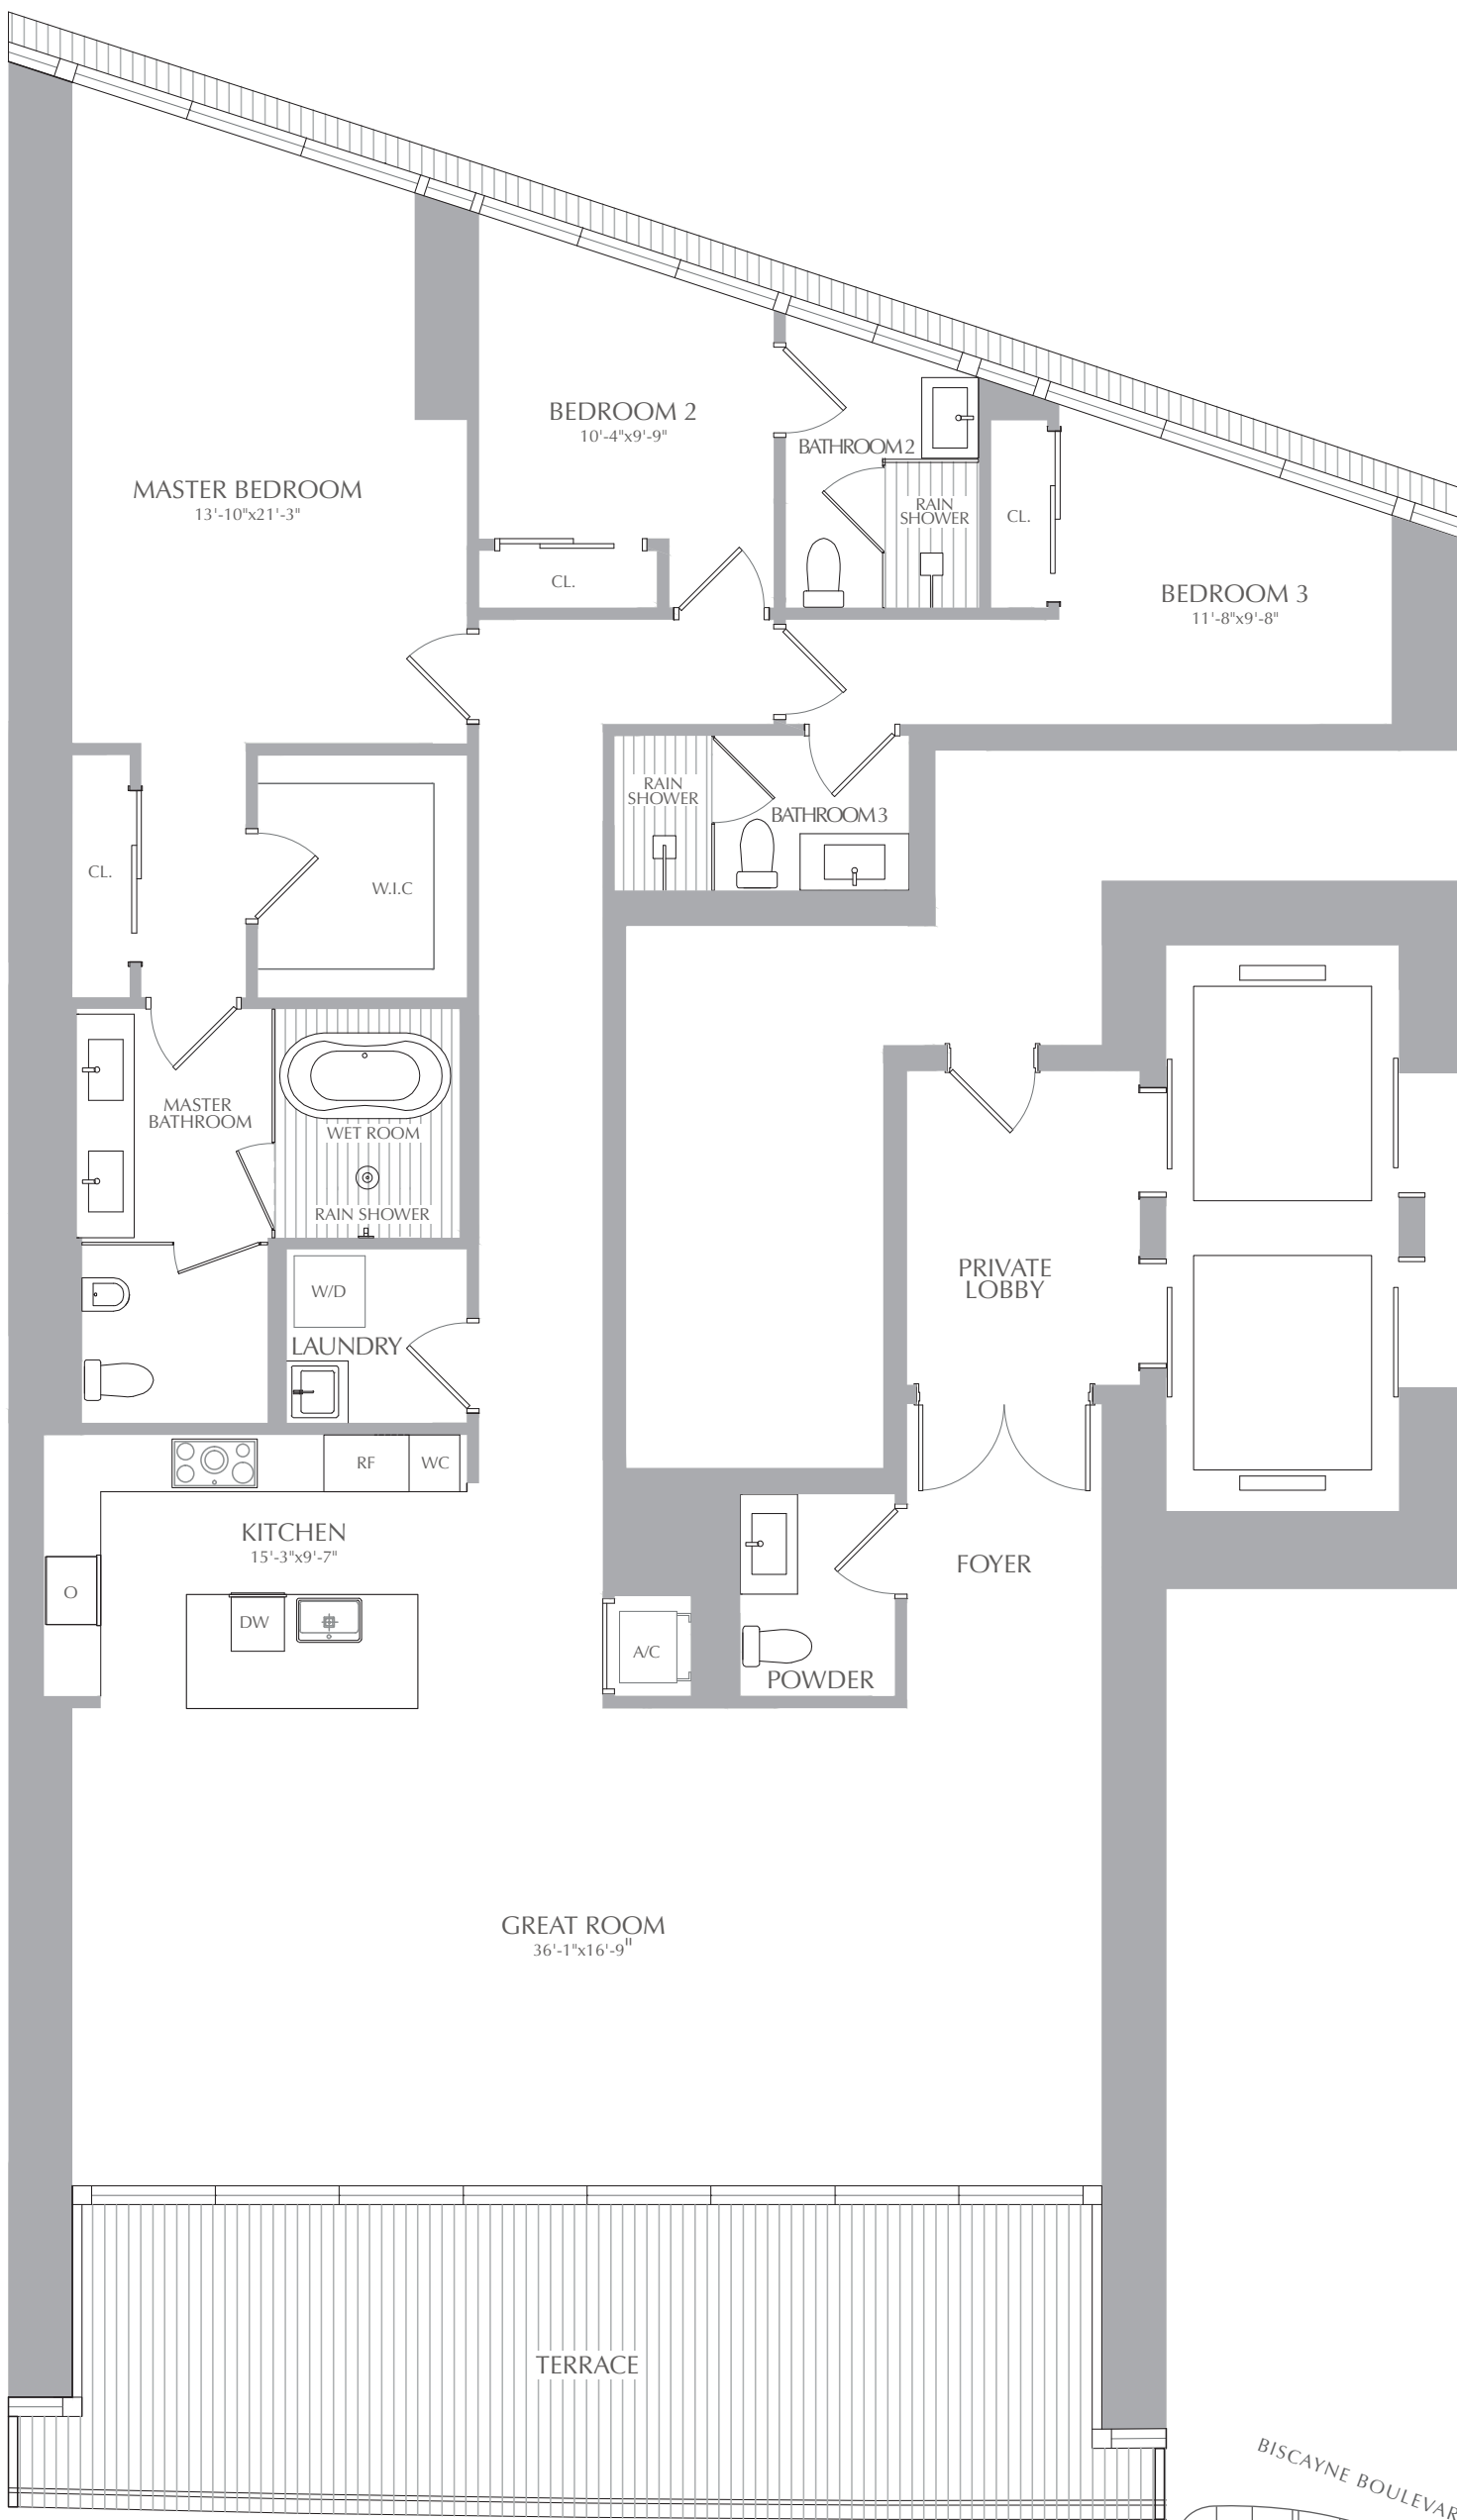 BEDROOM 2
10'-4"x9'-9"
BATHROOM 2
MASTER BEDROOM
13'-10"x21'-3"
RAIN
SHOWER
CL.
CL.
BEDROOM 3
11'-8"x9'-8"
RAIN
SHOWER
BATHROOM 3
CL.
W.I.C
MASTER
BATHROOM
WET ROOM
RAIN SHOWER
PRIVATE
LOBBY
W/D
LAUNDRY
RF
WC
KITCHEN
15'-3"x9'-7"
FOYER
O
DW
A/C
POWDER
GREAT ROOM
36'-1"x16'-9"
TERRACE